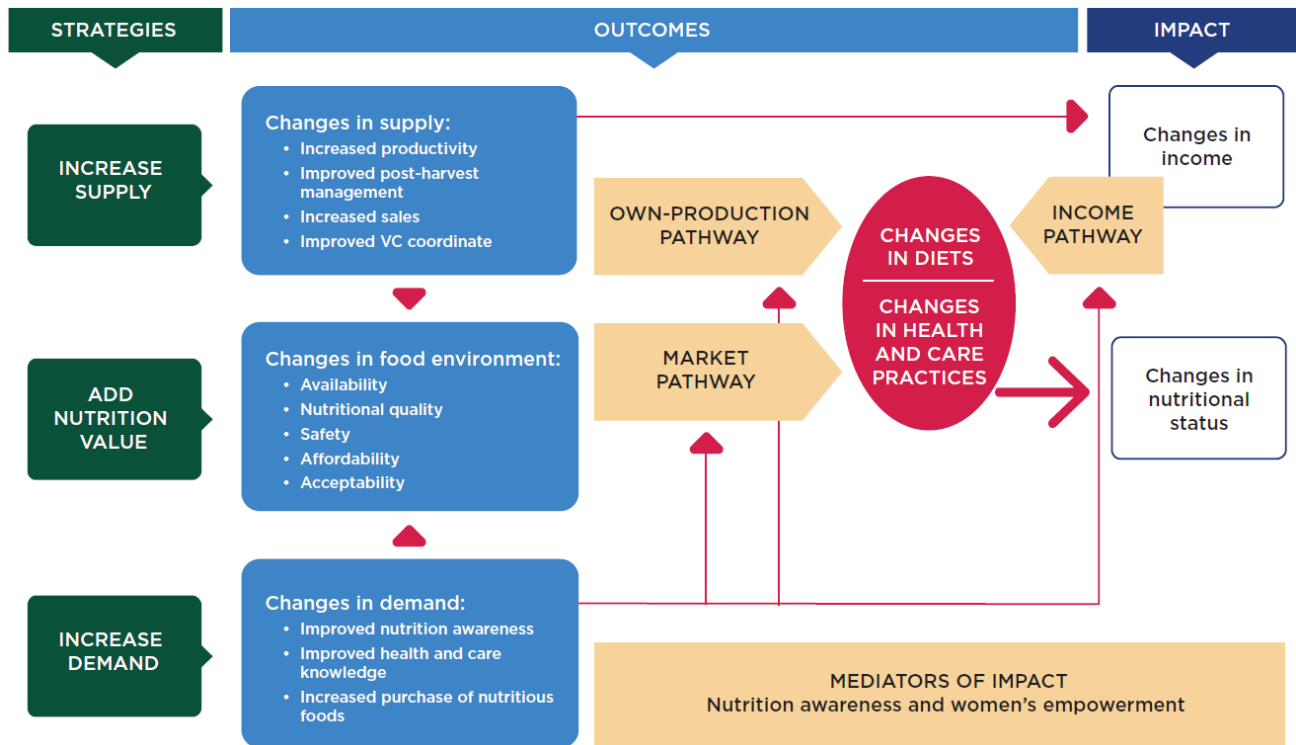 STRATEGIES
OUTCOMES
IMPACT
INCREASE
SUPPLY
Changes in supply:
• Increased productivity
• Improved post-harvest
management
• Increased sales
• Improved VC coordinate
OWN-PRODUCTION
PATHWAY
CHANGES
IN DIETS
CHANGES
IN HEALTH
AND CARE
PRACTICES
INCOME
PATHWAY
Changes in
income
ADD
NUTRITION
VALUE
Changes in food environment:
• Availability
• Nutritional quality
• Safety
• Affordability
• Acceptability
MARKET
PATHWAY
Changes in
nutritional
status
INCREASE
DEMAND
Changes in demand:
• Improved nutrition awareness
• Improved health and care
knowledge
• Increased purchase of nutritious
foods
MEDIATORS OF IMPACT
Nutrition awareness and women’s empowerment